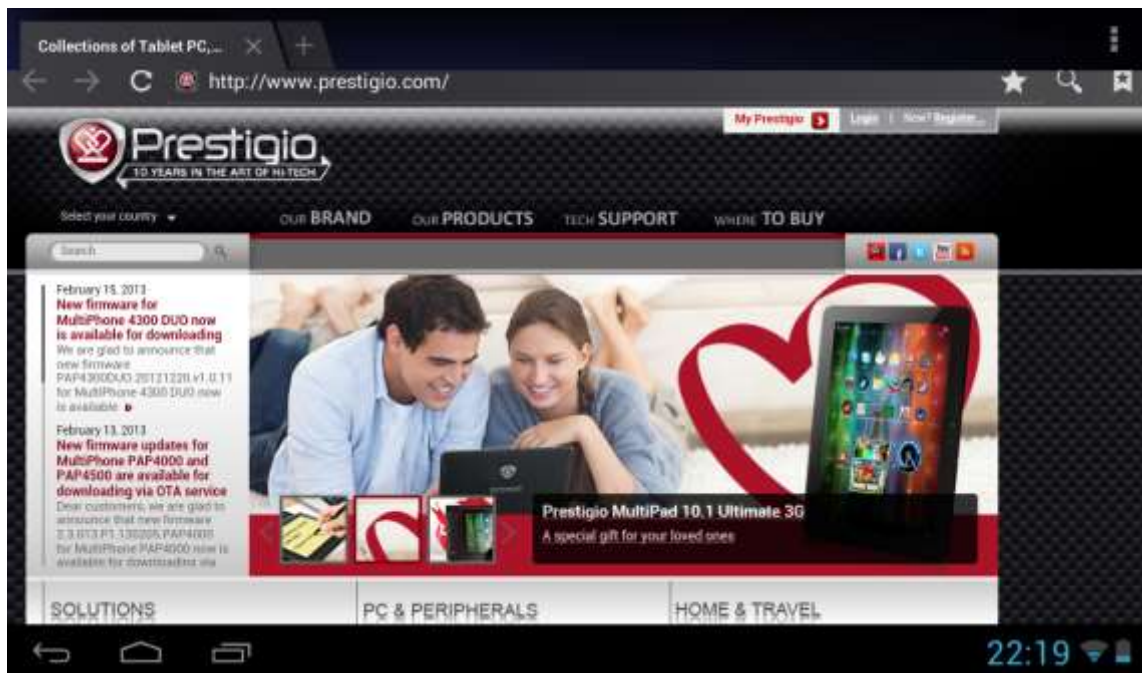 Collections of Tablet PC,...
http://www.prestigio.com/
My Prestigio
Login | New? Register...
Prestigio
10 YEARS IN THE ART OF HI-TECH
Select your country
OUR BRAND
OUR PRODUCTS
TECH SUPPORT
WHERE TO BUY
Search
February 15, 2013
New firmware for
MultiPhone 4300 DUO now
is available for downloading
We are glad to announce that
new firmware
PAP4300DUO.20121220.v1.0.11
for MultiPhone 4300 DUO now
is available
February 13, 2013
New firmware updates for
MultiPhone PAP4000 and
PAP4500 are available for
downloading via OTA service
Dear customers, we are glad to
announce that new firmware
for MultiPhone PAP4000 now is
available for downloading via
Prestigio MultiPad 10.1 Ultimate 3G
A special gift for your loved ones
SOLUTIONS
PC & PERIPHERALS
HOME & TRAVEL
22:19